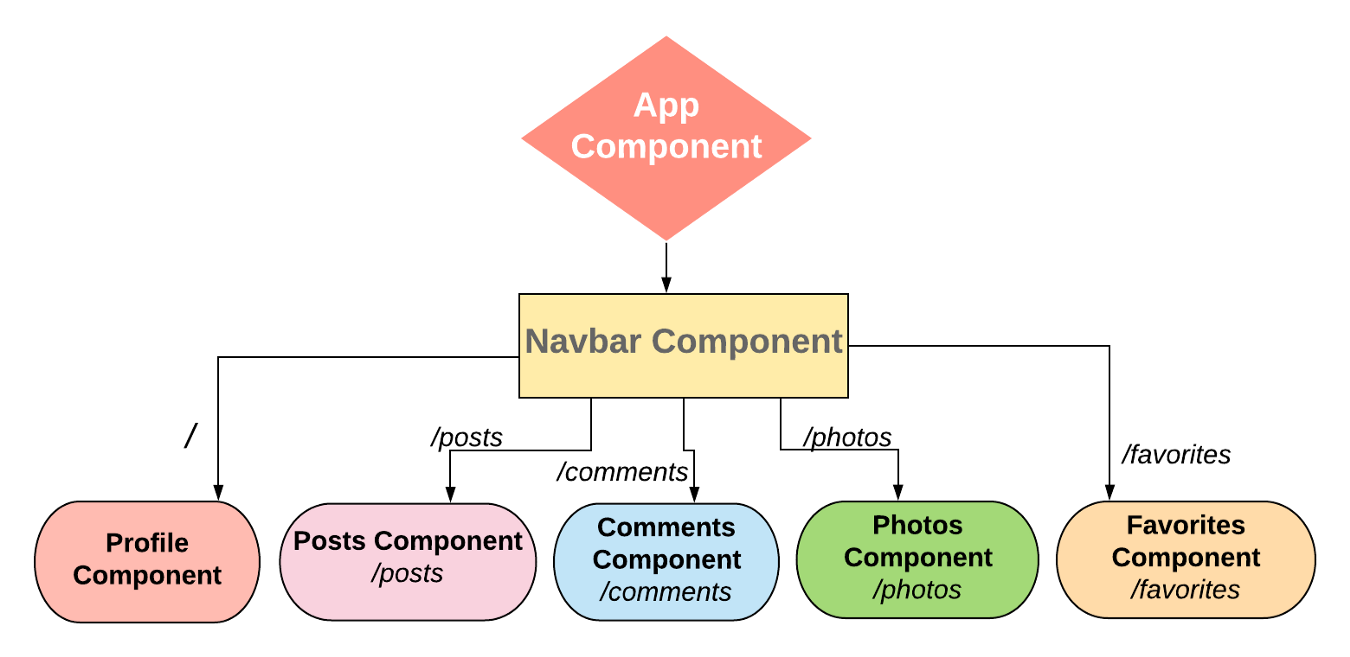 App
Component
Navbar Component
/
/posts
/comments
/photos
/favorites
Profile
Component
Posts Component
/posts
Comments
Component
/comments
Photos
Component
/photos
Favorites
Component
/favorites